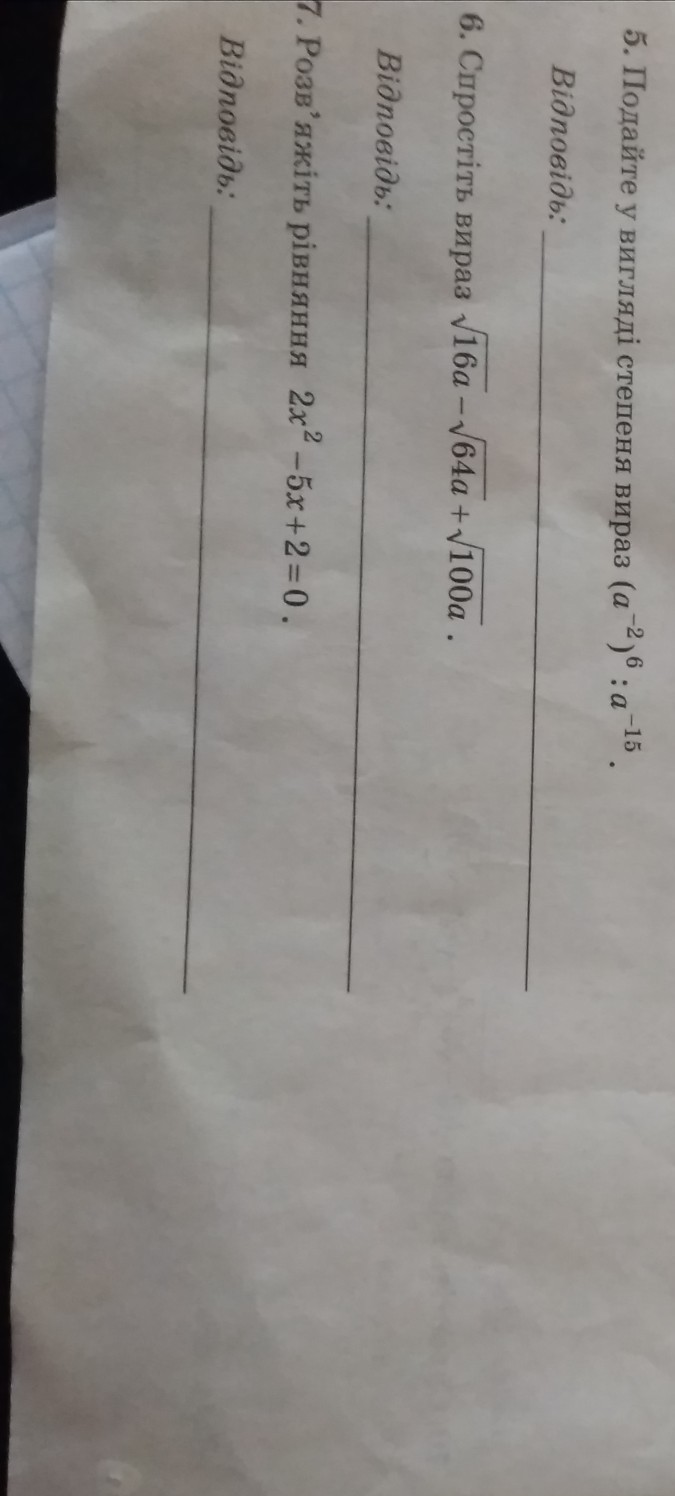 5. Подайте у вигляді степеня вираз (a⁻²)⁶ : a⁻¹⁵.
Відповідь:
6. Спростіть вираз √16a − √64a + √100a.
Відповідь:
7. Розв’яжіть рівняння 2x² − 5x + 2 = 0.
Відповідь: